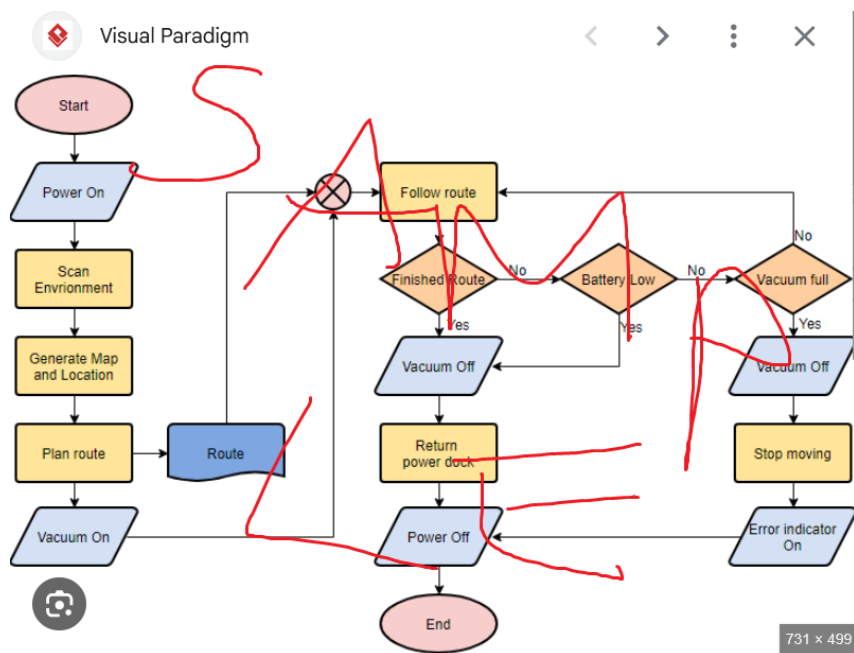 Visual Paradigm
Start
Power On
Scan
Envrionment
Generate Map
and Location
Plan route
Route
Vacuum On
Follow route
Finished Route
No
Yes
Battery Low
No
Yes
Vacuum full
No
Yes
Vacuum Off
Return
power dock
Power Off
End
Vacuum Off
Stop moving
Error indicator
On
SAMPLE
731 × 499